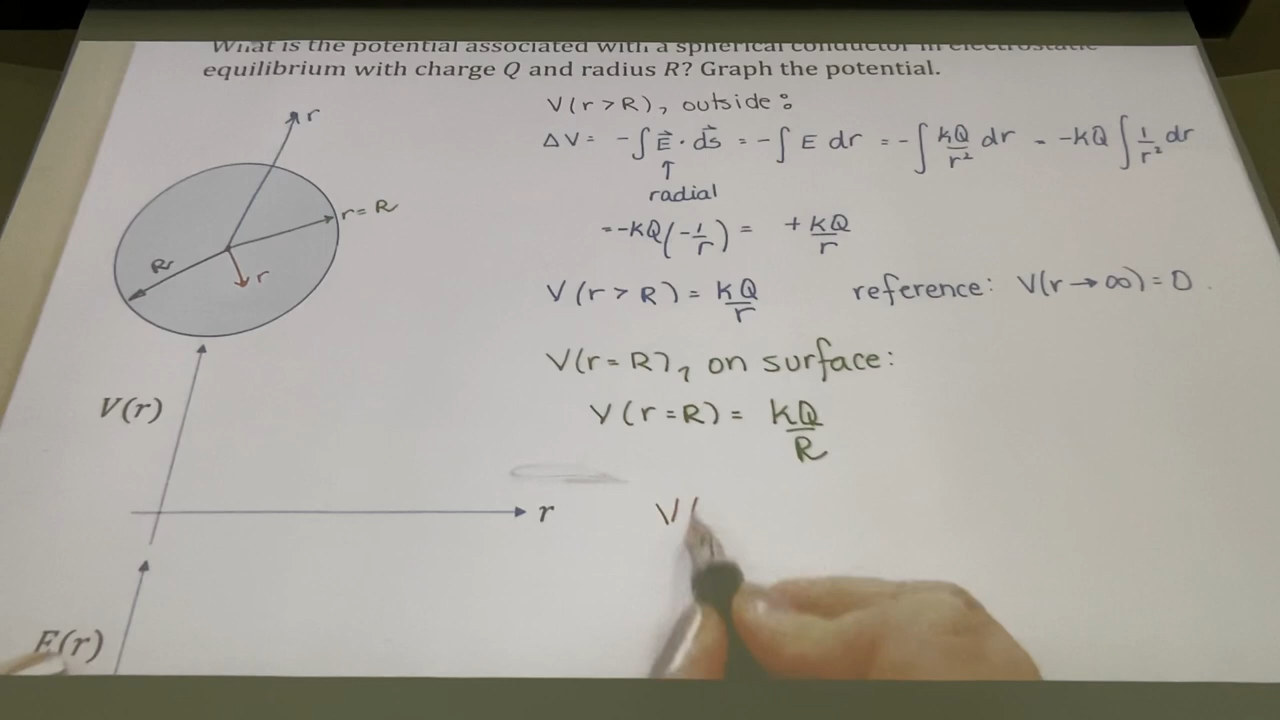 What is the potential associated with a spherical conductor in electrostatic
equilibrium with charge Q and radius R? Graph the potential.
r
r = R
R
r
V(r)
r
E(r)
V(r > R), outside:
ΔV = -∫ E⃗ · ds⃗ = -∫ E dr = -∫ kQ/r² dr = -kQ ∫ 1/r² dr
↑
radial
= -kQ(-1/r) = + kQ/r
V(r > R) = kQ/r reference: V(r → ∞) = 0.
V(r = R), on surface:
V(r = R) = kQ/R
V(